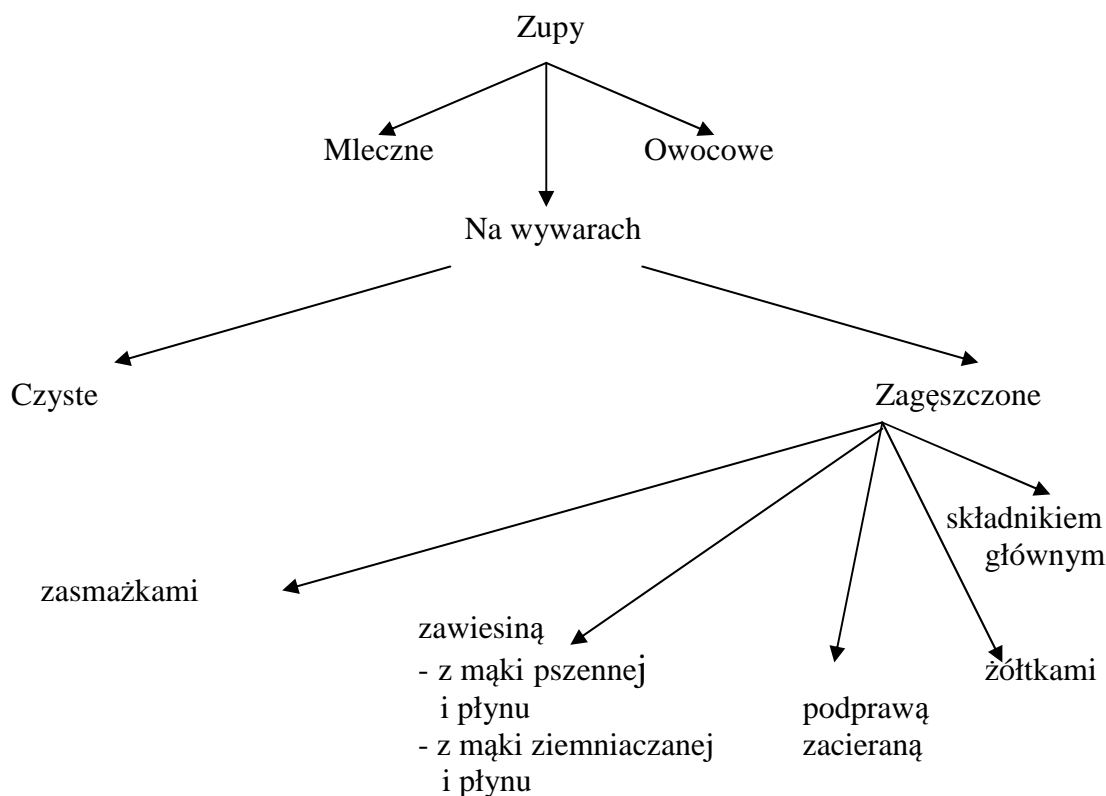 Zupy
Mleczne
Owocowe
Na wywarach
Czyste
Zagęszczone
składnikiem
głównym
zasmażkami
zawiesiną
- z mąki pszennej
i płynu
- z mąki ziemniaczanej
i płynu
podprawą
zacieraną
żółtkami